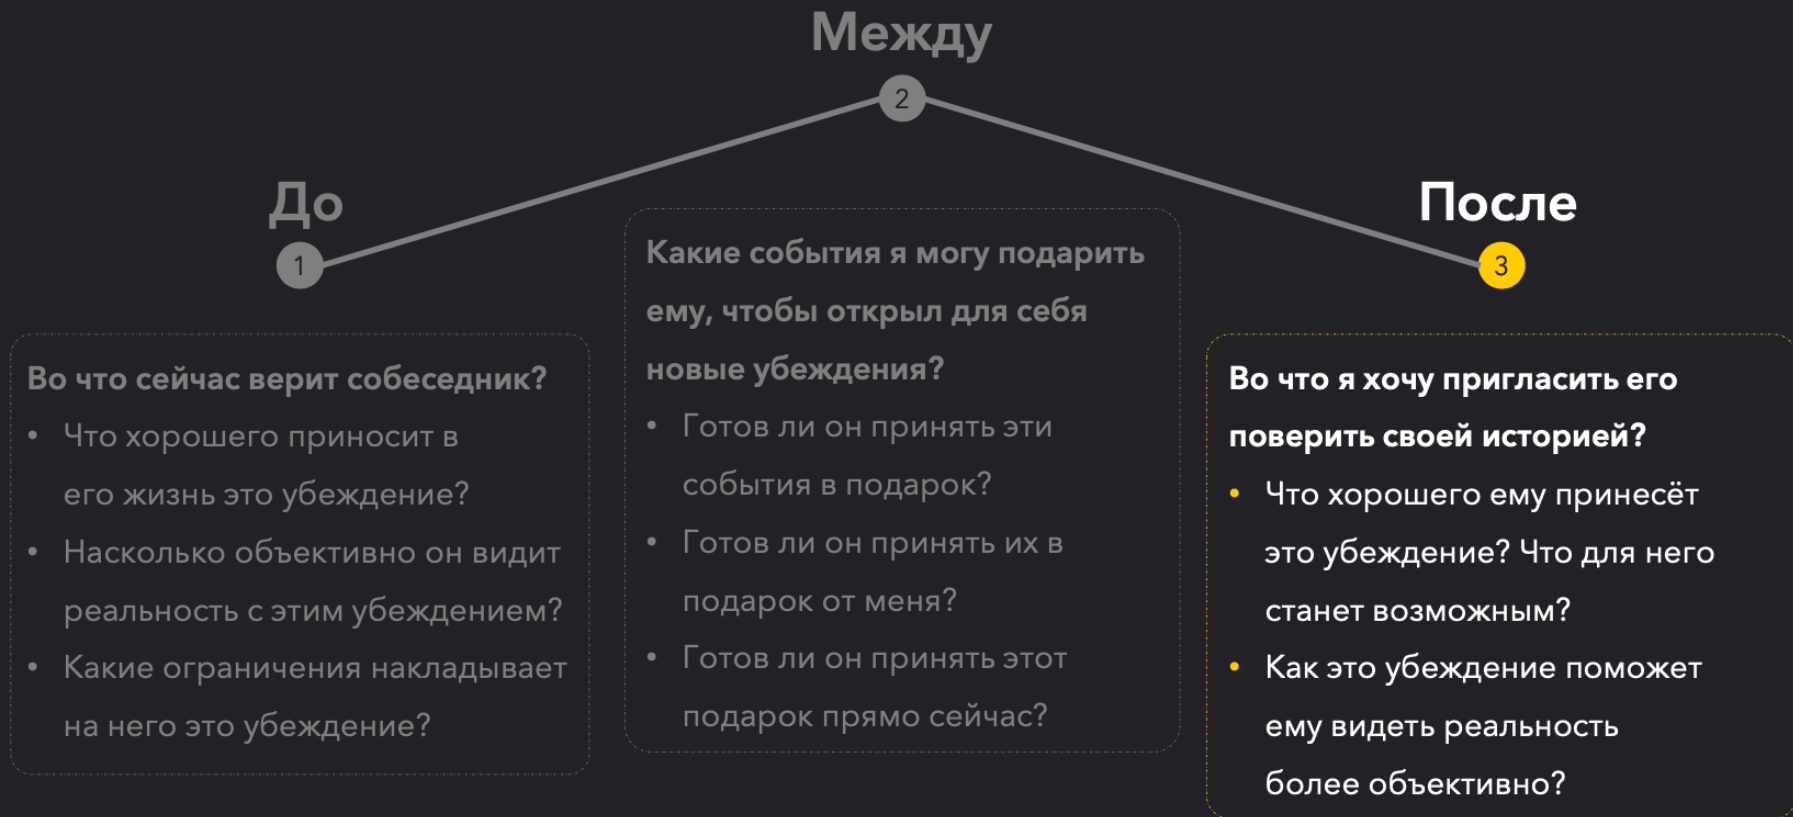 Между
2
До
1
После
3
Во что сейчас верит собеседник?
• Что хорошего приносит в
его жизнь это убеждение?
• Насколько объективно он видит
реальность с этим убеждением?
• Какие ограничения накладывает
на него это убеждение?
Какие события я могу подарить
ему, чтобы открыл для себя
новые убеждения?
• Готов ли он принять эти
события в подарок?
• Готов ли он принять их в
подарок от меня?
• Готов ли он принять этот
подарок прямо сейчас?
Во что я хочу пригласить его
поверить своей историей?
• Что хорошего ему принесёт
это убеждение? Что для него
станет возможным?
• Как это убеждение поможет
ему видеть реальность
более объективно?